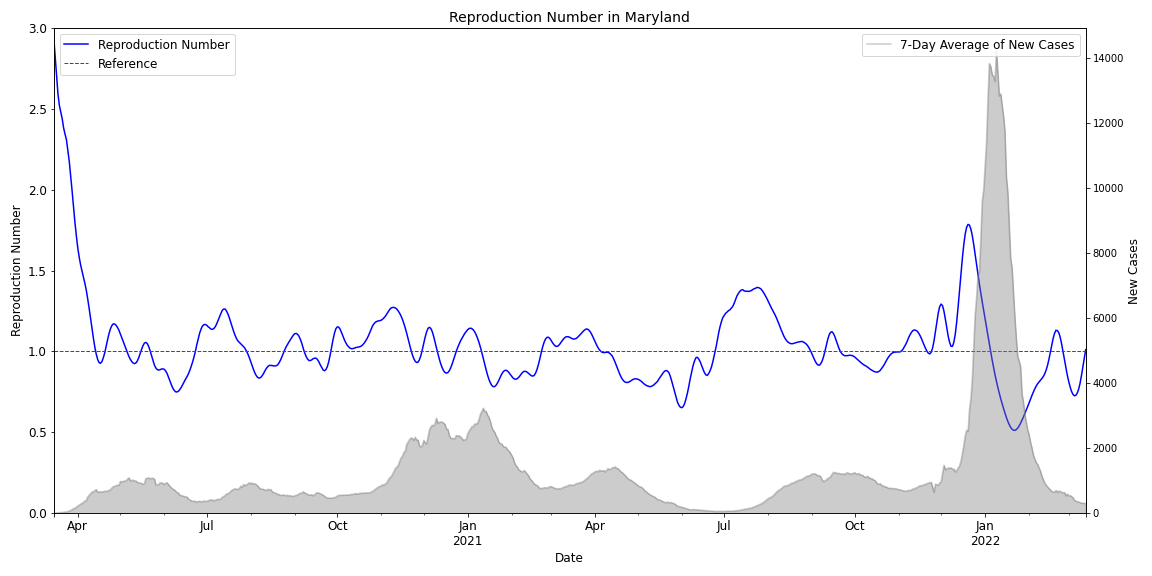 Reproduction Number in Maryland
Reproduction Number
Reference
7-Day Average of New Cases
3.0
2.5
2.0
1.5
1.0
0.5
0.0
Reproduction Number
14000
12000
10000
8000
6000
4000
2000
0
New Cases
Apr Jul Oct Jan Apr Jul Oct Jan
2021 2022
Date